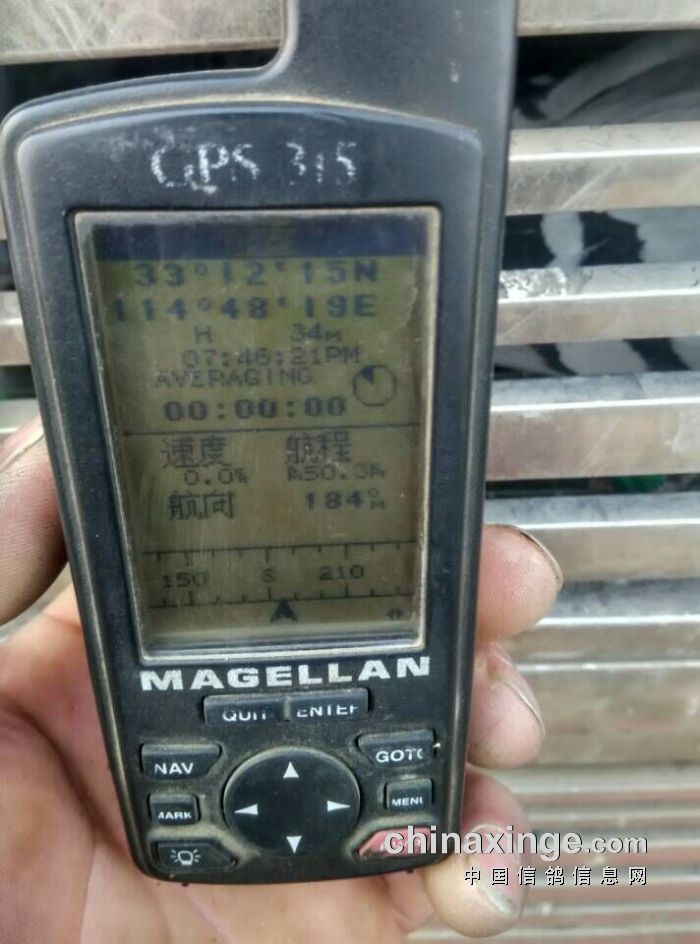 GPS 315
33°12'15N
114°48'19E
H 34M
07:46:21PM
AVERAGING
00:00:00
速度 航程
0.0
航向 184°M
150 S 210
MAGELLAN
QUIT ENTER
NAV GOTO
MARK MENU
chinaxinge.com
中国信鸽信息网